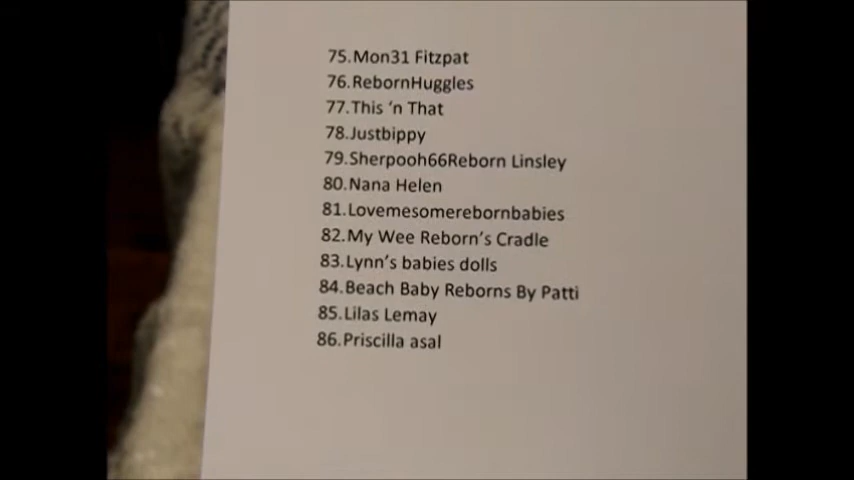 75.Mon31 Fitzpat
76.RebornHuggles
77.This ‘n That
78.Justbippy
79.Sherpooh66Reborn Linsley
80.Nana Helen
81.Lovemesomerebornbabies
82.My Wee Reborn’s Cradle
83.Lynn’s babies dolls
84.Beach Baby Reborns By Patti
85.Lilas Lemay
86.Priscilla asal